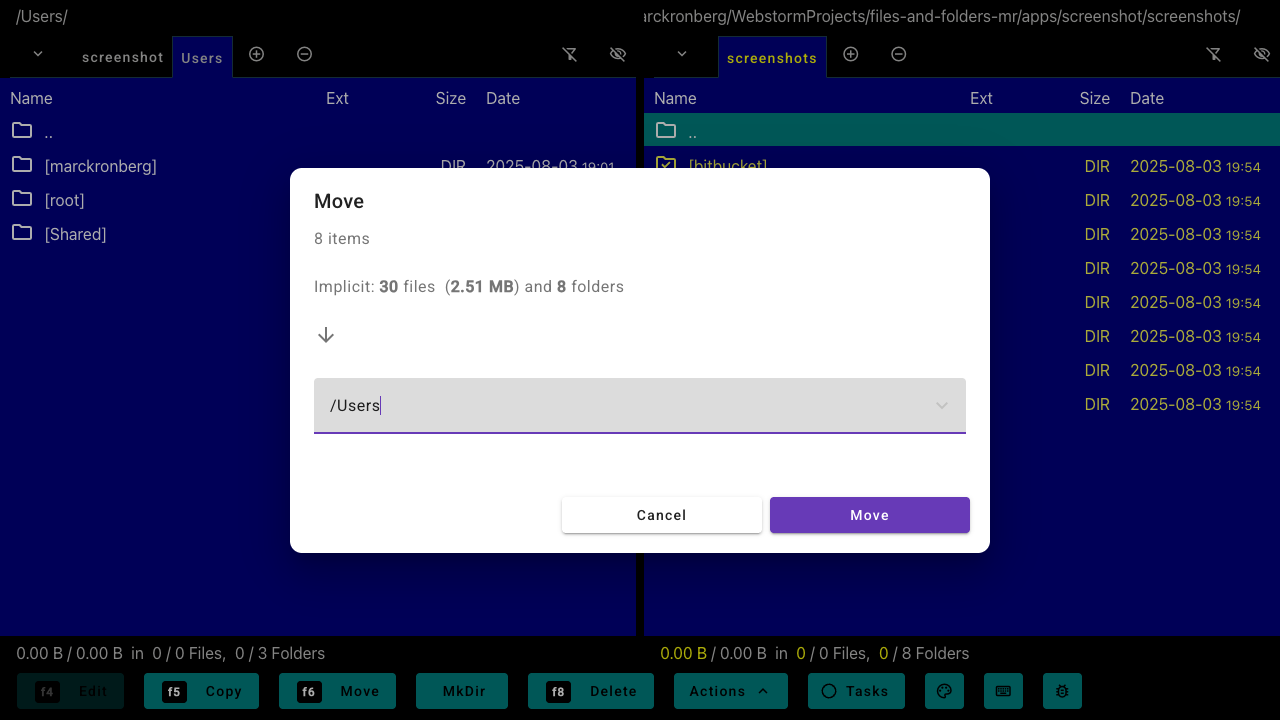 /Users/
arckronberg/WebstormProjects/files-and-folders-mr/apps/screenshot/screenshots/
screenshot Users
screenshots
Name Ext Size Date
Name Ext Size Date
..
..
[marckronberg] DIR 2025-08-03 19:01
[bitbucket] DIR 2025-08-03 19:54
[root]
DIR 2025-08-03 19:54
[Shared]
DIR 2025-08-03 19:54
DIR 2025-08-03 19:54
DIR 2025-08-03 19:54
DIR 2025-08-03 19:54
DIR 2025-08-03 19:54
DIR 2025-08-03 19:54
Move
8 items
Implicit: 30 files (2.51 MB) and 8 folders
/Users
Cancel Move
0.00 B / 0.00 B in 0 / 0 Files, 0 / 3 Folders
0.00 B / 0.00 B in 0 / 0 Files, 0 / 8 Folders
f4 Edit f5 Copy f6 Move MkDir f8 Delete Actions Tasks